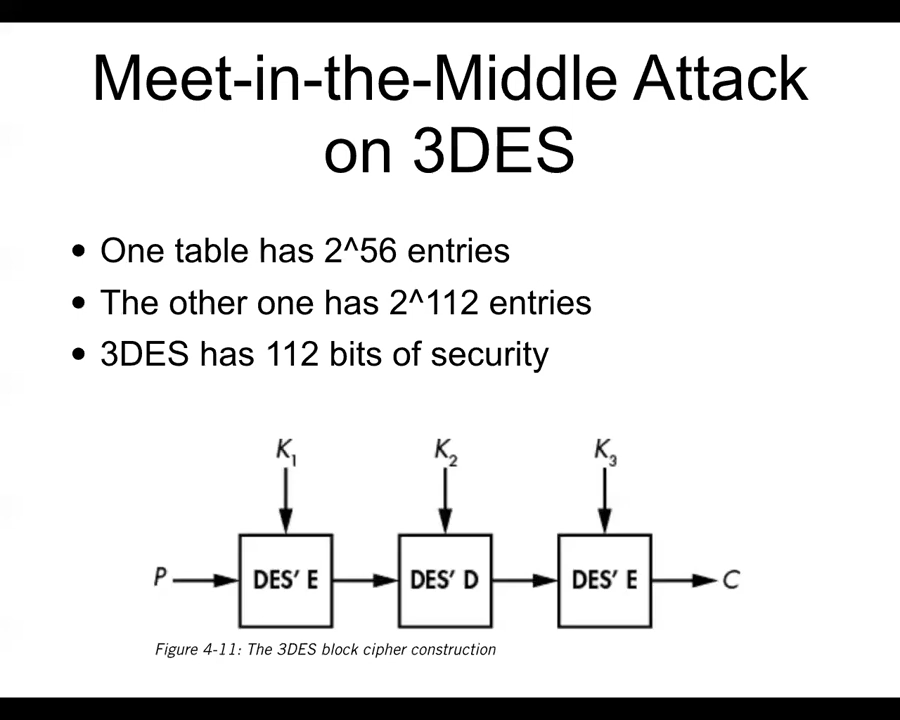 Meet-in-the-Middle Attack
on 3DES
• One table has 2^56 entries
• The other one has 2^112 entries
• 3DES has 112 bits of security
K1 K2 K3
P DES’ E DES’ D DES’ E C
Figure 4-11: The 3DES block cipher construction